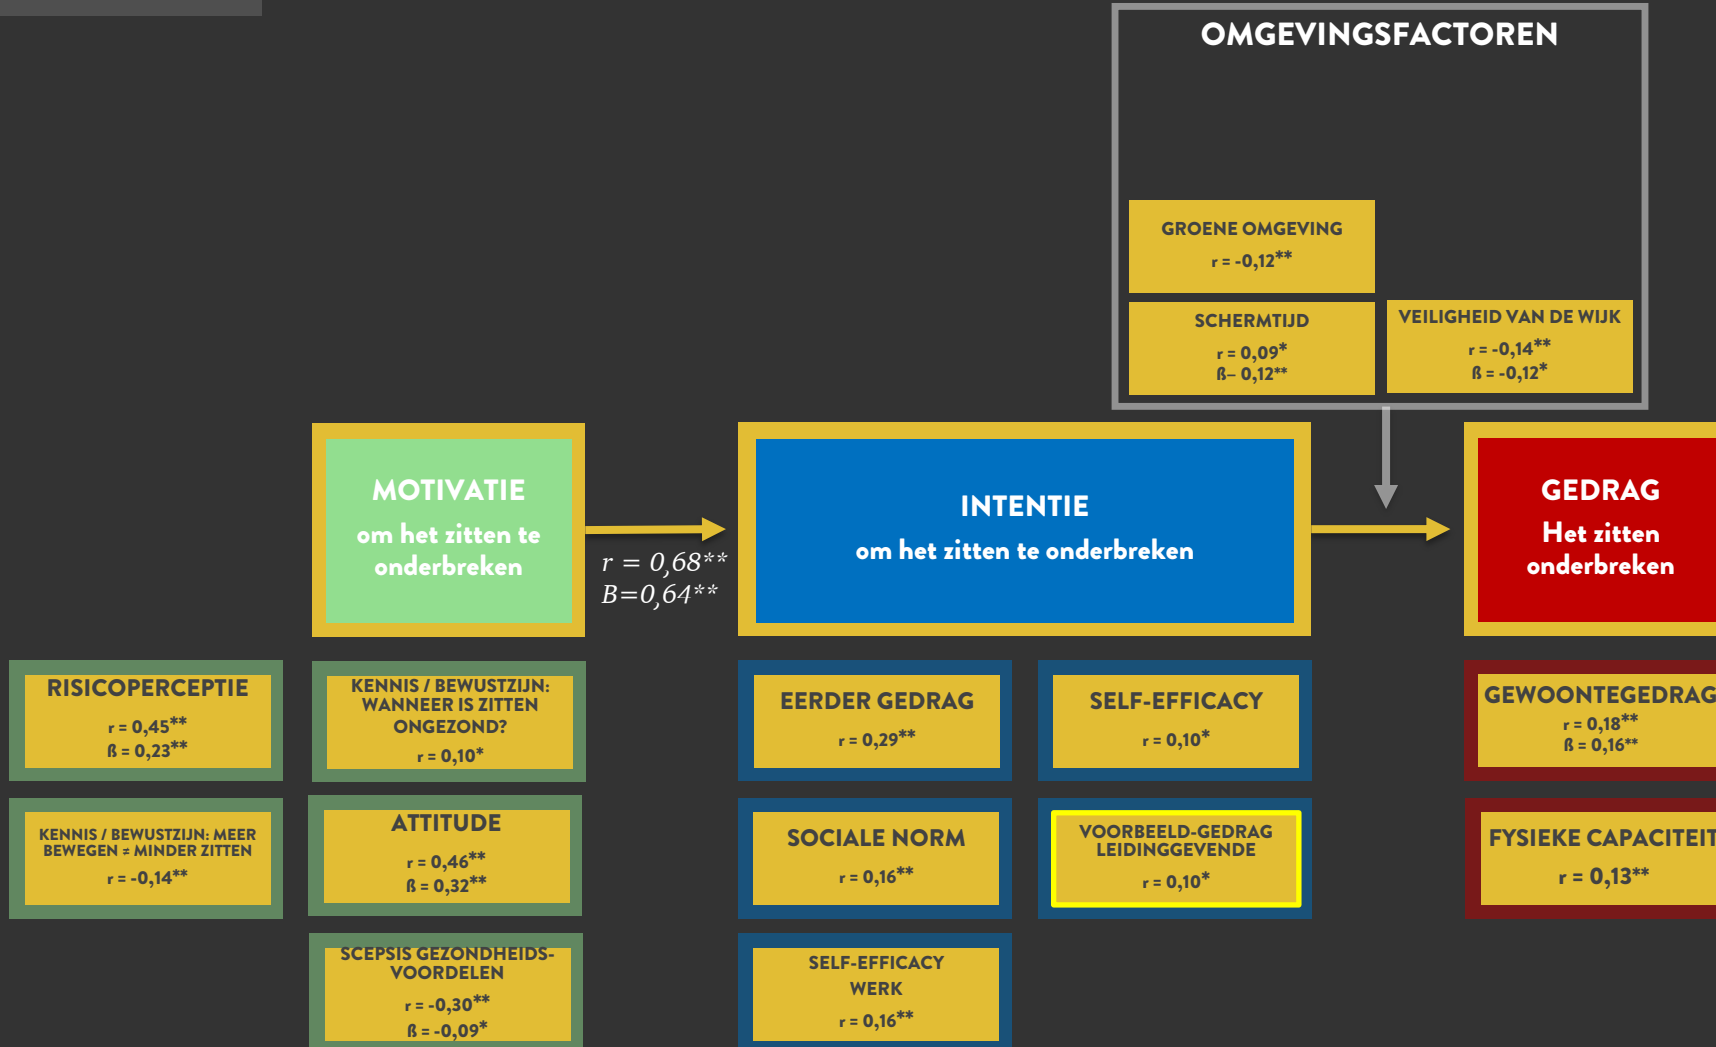 OMGEVINGSFACTOREN
GROENE OMGEVING
r = -0,12**
SCHERMTIJD
r = 0,09*
ß– 0,12**
VEILIGHEID VAN DE WIJK
r = -0,14**
ß = -0,12*
MOTIVATIE
om het zitten te
onderbreken
r = 0,68**
B=0,64**
INTENTIE
om het zitten te onderbreken
GEDRAG
Het zitten
onderbreken
RISICOPERCEPTIE
r = 0,45**
ß = 0,23**
KENNIS / BEWUSTZIJN:
WANNEER IS ZITTEN
ONGEZOND?
r = 0,10*
EERDER GEDRAG
r = 0,29**
SELF-EFFICACY
r = 0,10*
GEWOONTEGEDRAG
r = 0,18**
ß = 0,16**
KENNIS / BEWUSTZIJN: MEER
BEWEGEN ≠ MINDER ZITTEN
r = -0,14**
ATTITUDE
r = 0,46**
ß = 0,32**
SOCIALE NORM
r = 0,16**
VOORBEELD-GEDRAG
LEIDINGGEVENDE
r = 0,10*
FYSIEKE CAPACITEIT
r = 0,13**
SCEPSIS GEZONDHEIDS-
VOORDELEN
r = -0,30**
ß = -0,09*
SELF-EFFICACY
WERK
r = 0,16**